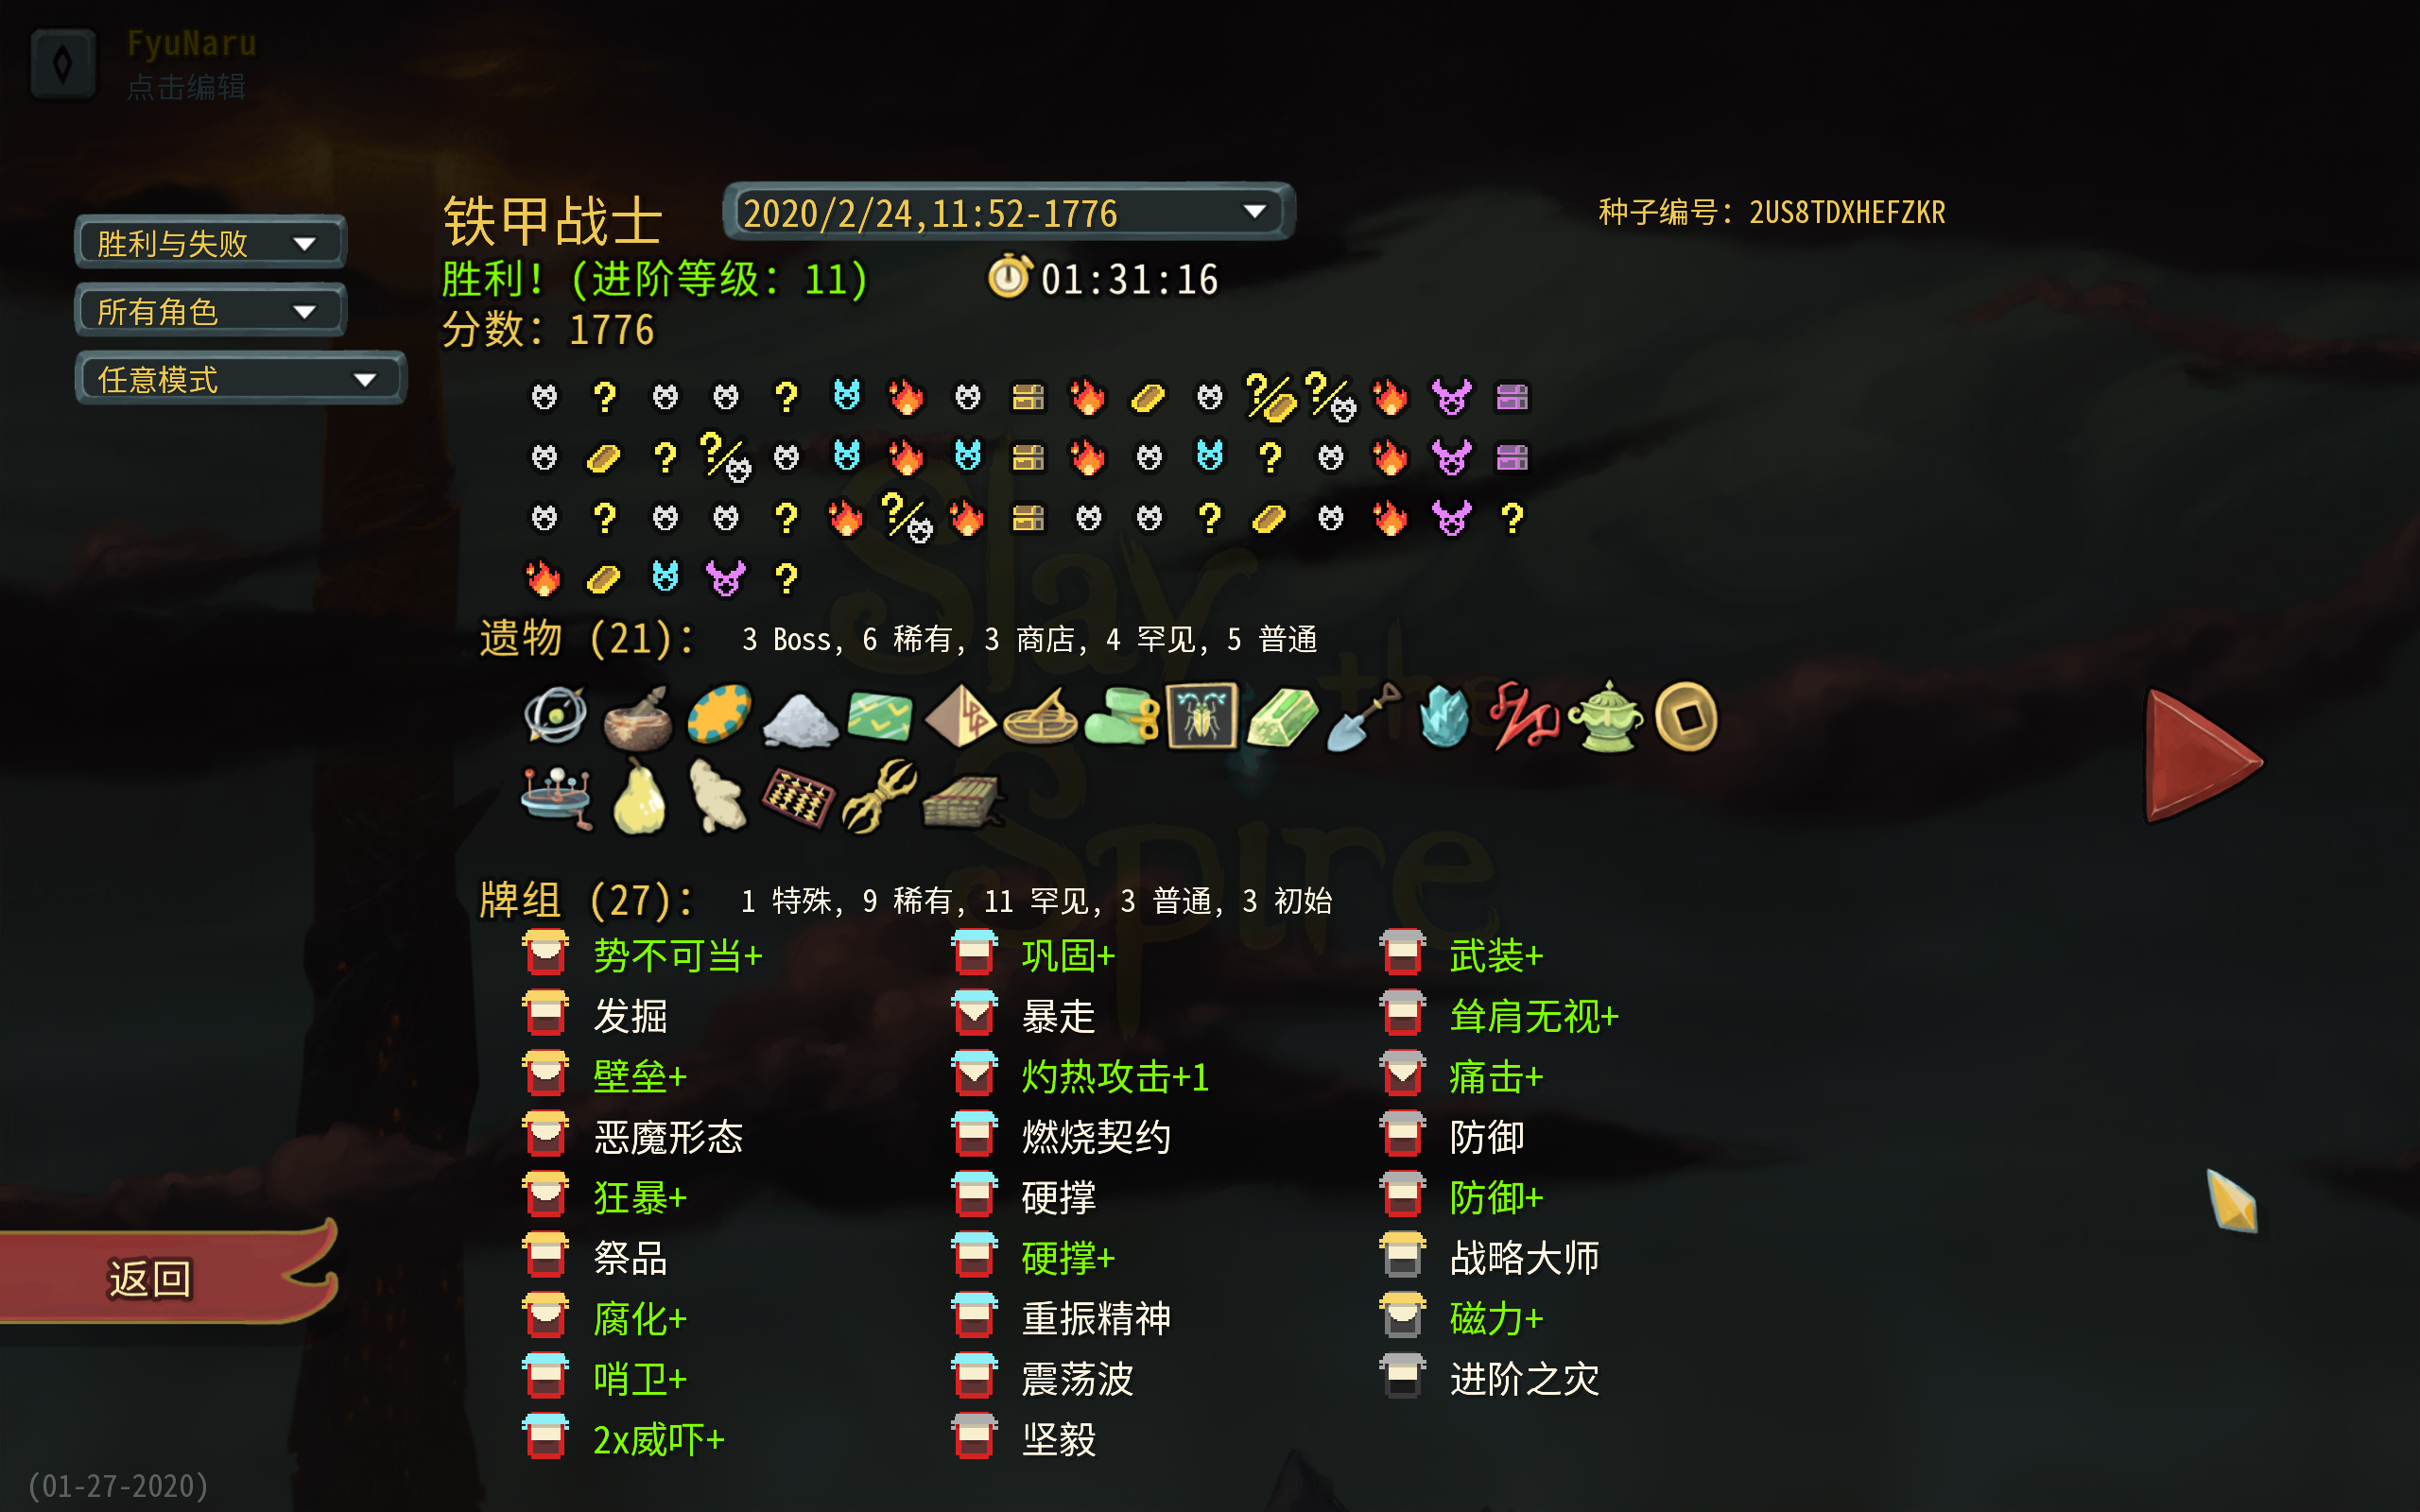 FyuNaru
点击编辑
胜利与失败
所有角色
任意模式
铁甲战士
2020/2/24,11:52-1776
种子编号: 2US8TDXHEFZKR
胜利! (进阶等级: 11)
01:31:16
分数: 1776
遗物 (21):
3 Boss, 6 稀有, 3 商店, 4 罕见, 5 普通
Slay
the
Spire
牌组 (27):
1 特殊, 9 稀有, 11 罕见, 3 普通, 3 初始
势不可当+
发掘
壁垒+
恶魔形态
狂暴+
祭品
腐化+
哨卫+
2x威吓+
巩固+
暴走
灼热攻击+1
燃烧契约
硬撑
硬撑+
重振精神
震荡波
坚毅
武装+
耸肩无视+
痛击+
防御
防御+
战略大师
磁力+
进阶之灾
返回
(01-27-2020)